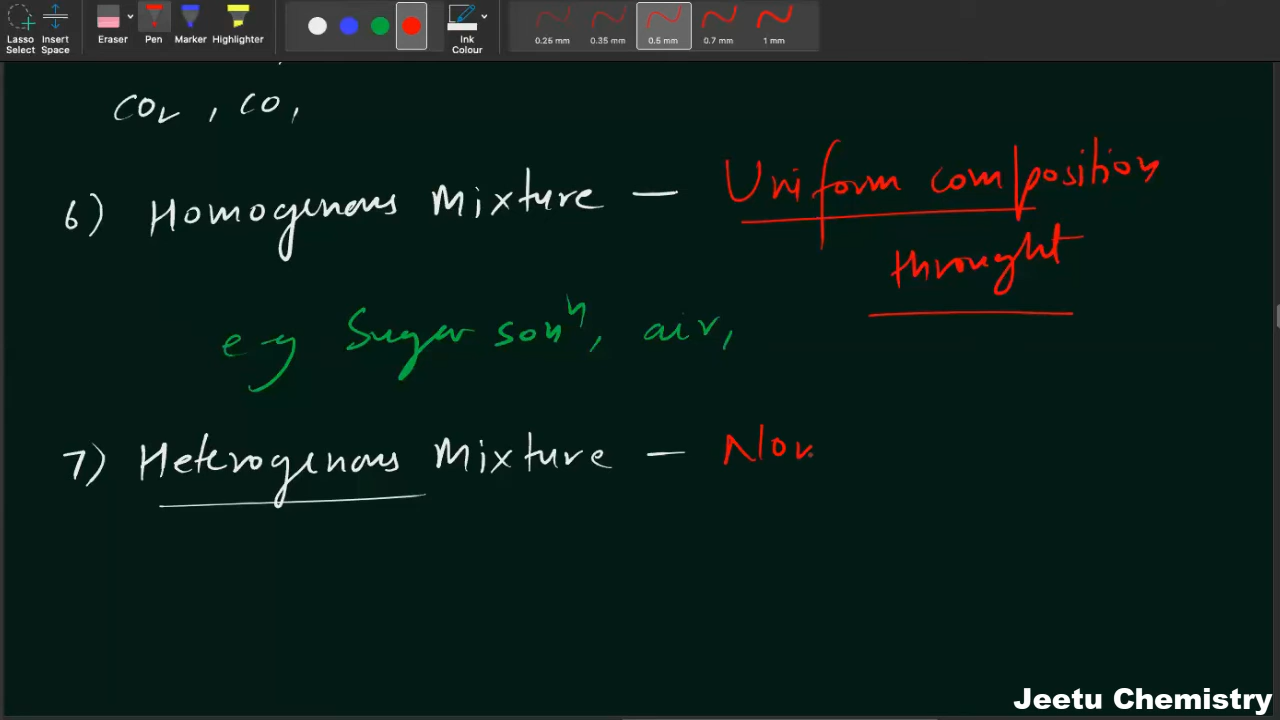 Lasso Select Insert Space Eraser Pen Marker Highlighter Ink Colour 0.25 mm 0.35 mm 0.5 mm 0.7 mm 1 mm
CO2 , CO,
6) Homogenous Mixture — Uniform composition
throught
eg Sugar son^n, air,
7) Heterogenous Mixture — Non
Jeetu Chemistry